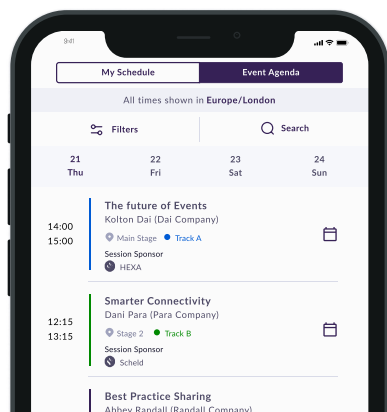 9:41
My Schedule Event Agenda
All times shown in Europe/London
Filters Search
21 22 23 24
Thu Fri Sat Sun
14:00
15:00
The future of Events
Kolton Dai (Dai Company)
Main Stage Track A
Session Sponsor
HEXA
12:15
13:15
Smarter Connectivity
Dani Para (Para Company)
Stage 2 Track B
Session Sponsor
Scheld
Best Practice Sharing
Abbey Randall (Randall Company)